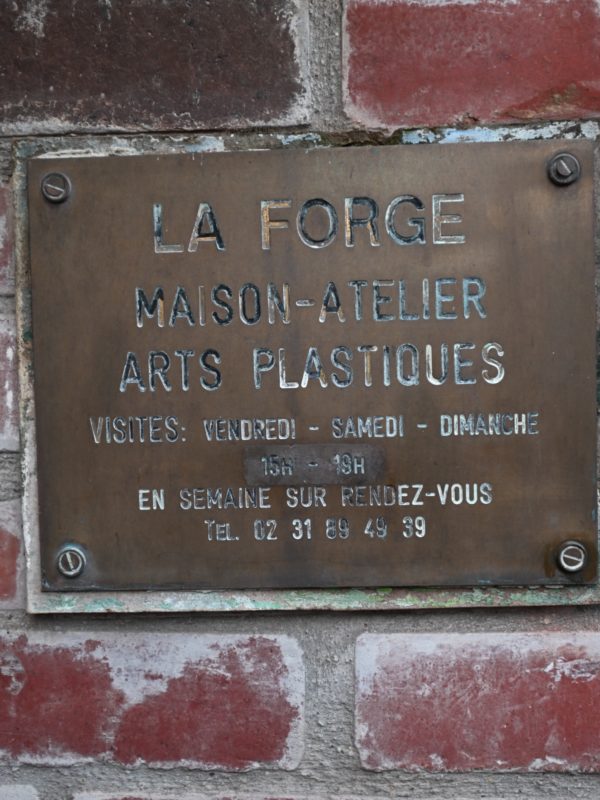 LA FORGE
MAISON-ATELIER
ARTS PLASTIQUES
VISITES: VENDREDI - SAMEDI - DIMANCHE
15H - 19H
EN SEMAINE SUR RENDEZ-VOUS
TEL. 02 31 89 49 39